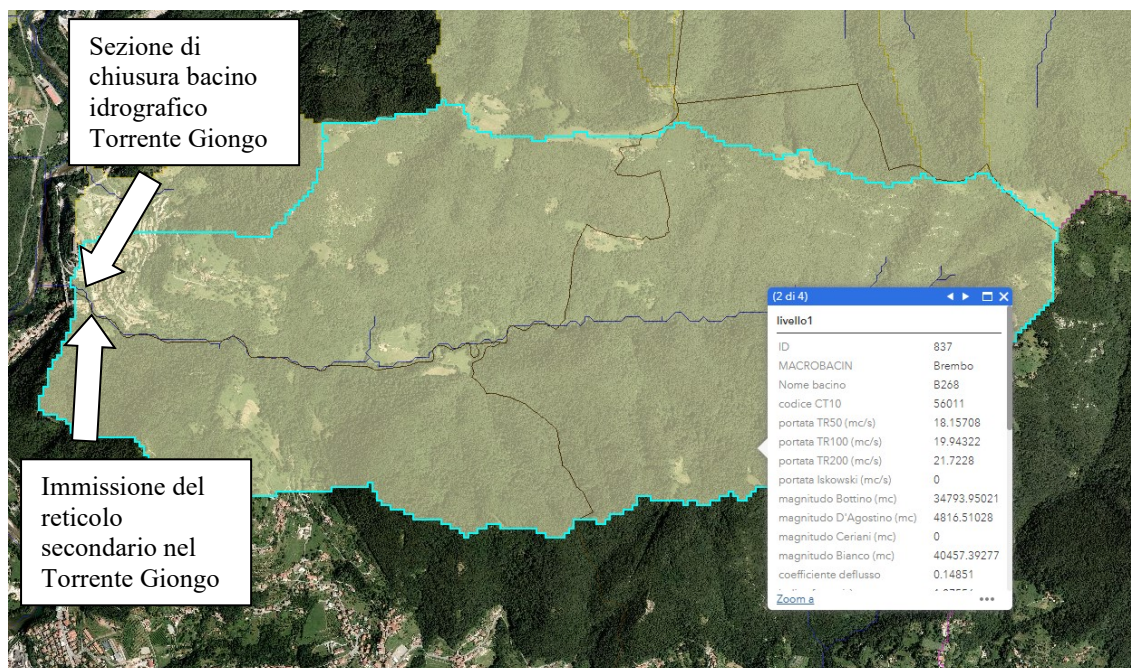 Sezione di
chiusura bacino
idrografico
Torrente Giongo
Immissione del
reticolo
secondario nel
Torrente Giongo
(2 di 4)
livello1
ID 837
MACROBACIN Brembo
Nome bacino B268
codice CT10 56011
portata TR50 (mc/s) 18.15708
portata TR100 (mc/s) 19.94322
portata TR200 (mc/s) 21.7228
portata Iskowski (mc/s) 0
magnitudo Bottino (mc) 34793.95021
magnitudo D'Agostino (mc) 4816.51028
magnitudo Ceriani (mc) 0
magnitudo Bianco (mc) 40457.39277
coefficiente deflusso 0.14851
Zoom a